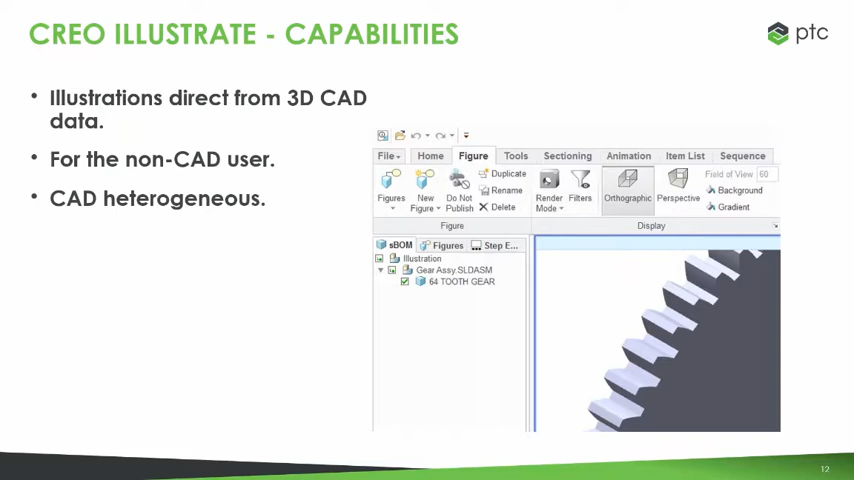 CREO ILLUSTRATE - CAPABILITIES
ptc
• Illustrations direct from 3D CAD
data.
• For the non-CAD user.
• CAD heterogeneous.
File Home Figure Tools Sectioning Animation Item List Sequence
Figures
New
Figure
Do Not
Publish
Duplicate
Rename
Delete
Figure
Render
Mode
Filters
Orthographic
Perspective
Field of View 60
Background
Gradient
Display
sBOM Figures Step E...
Illustration
Gear Assy.SLDASM
64 TOOTH GEAR
12